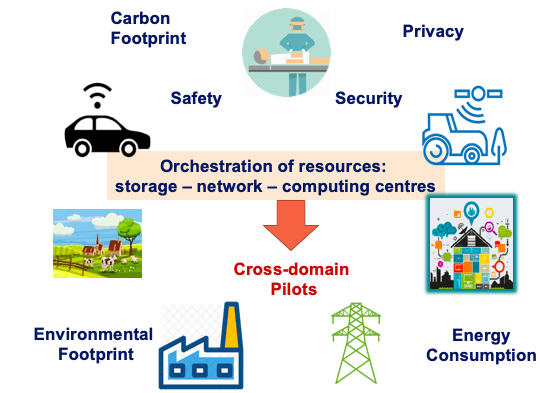 Carbon
Footprint
Privacy
Safety
Security
Orchestration of resources:
storage – network – computing centres
Cross-domain
Pilots
Environmental
Footprint
Energy
Consumption